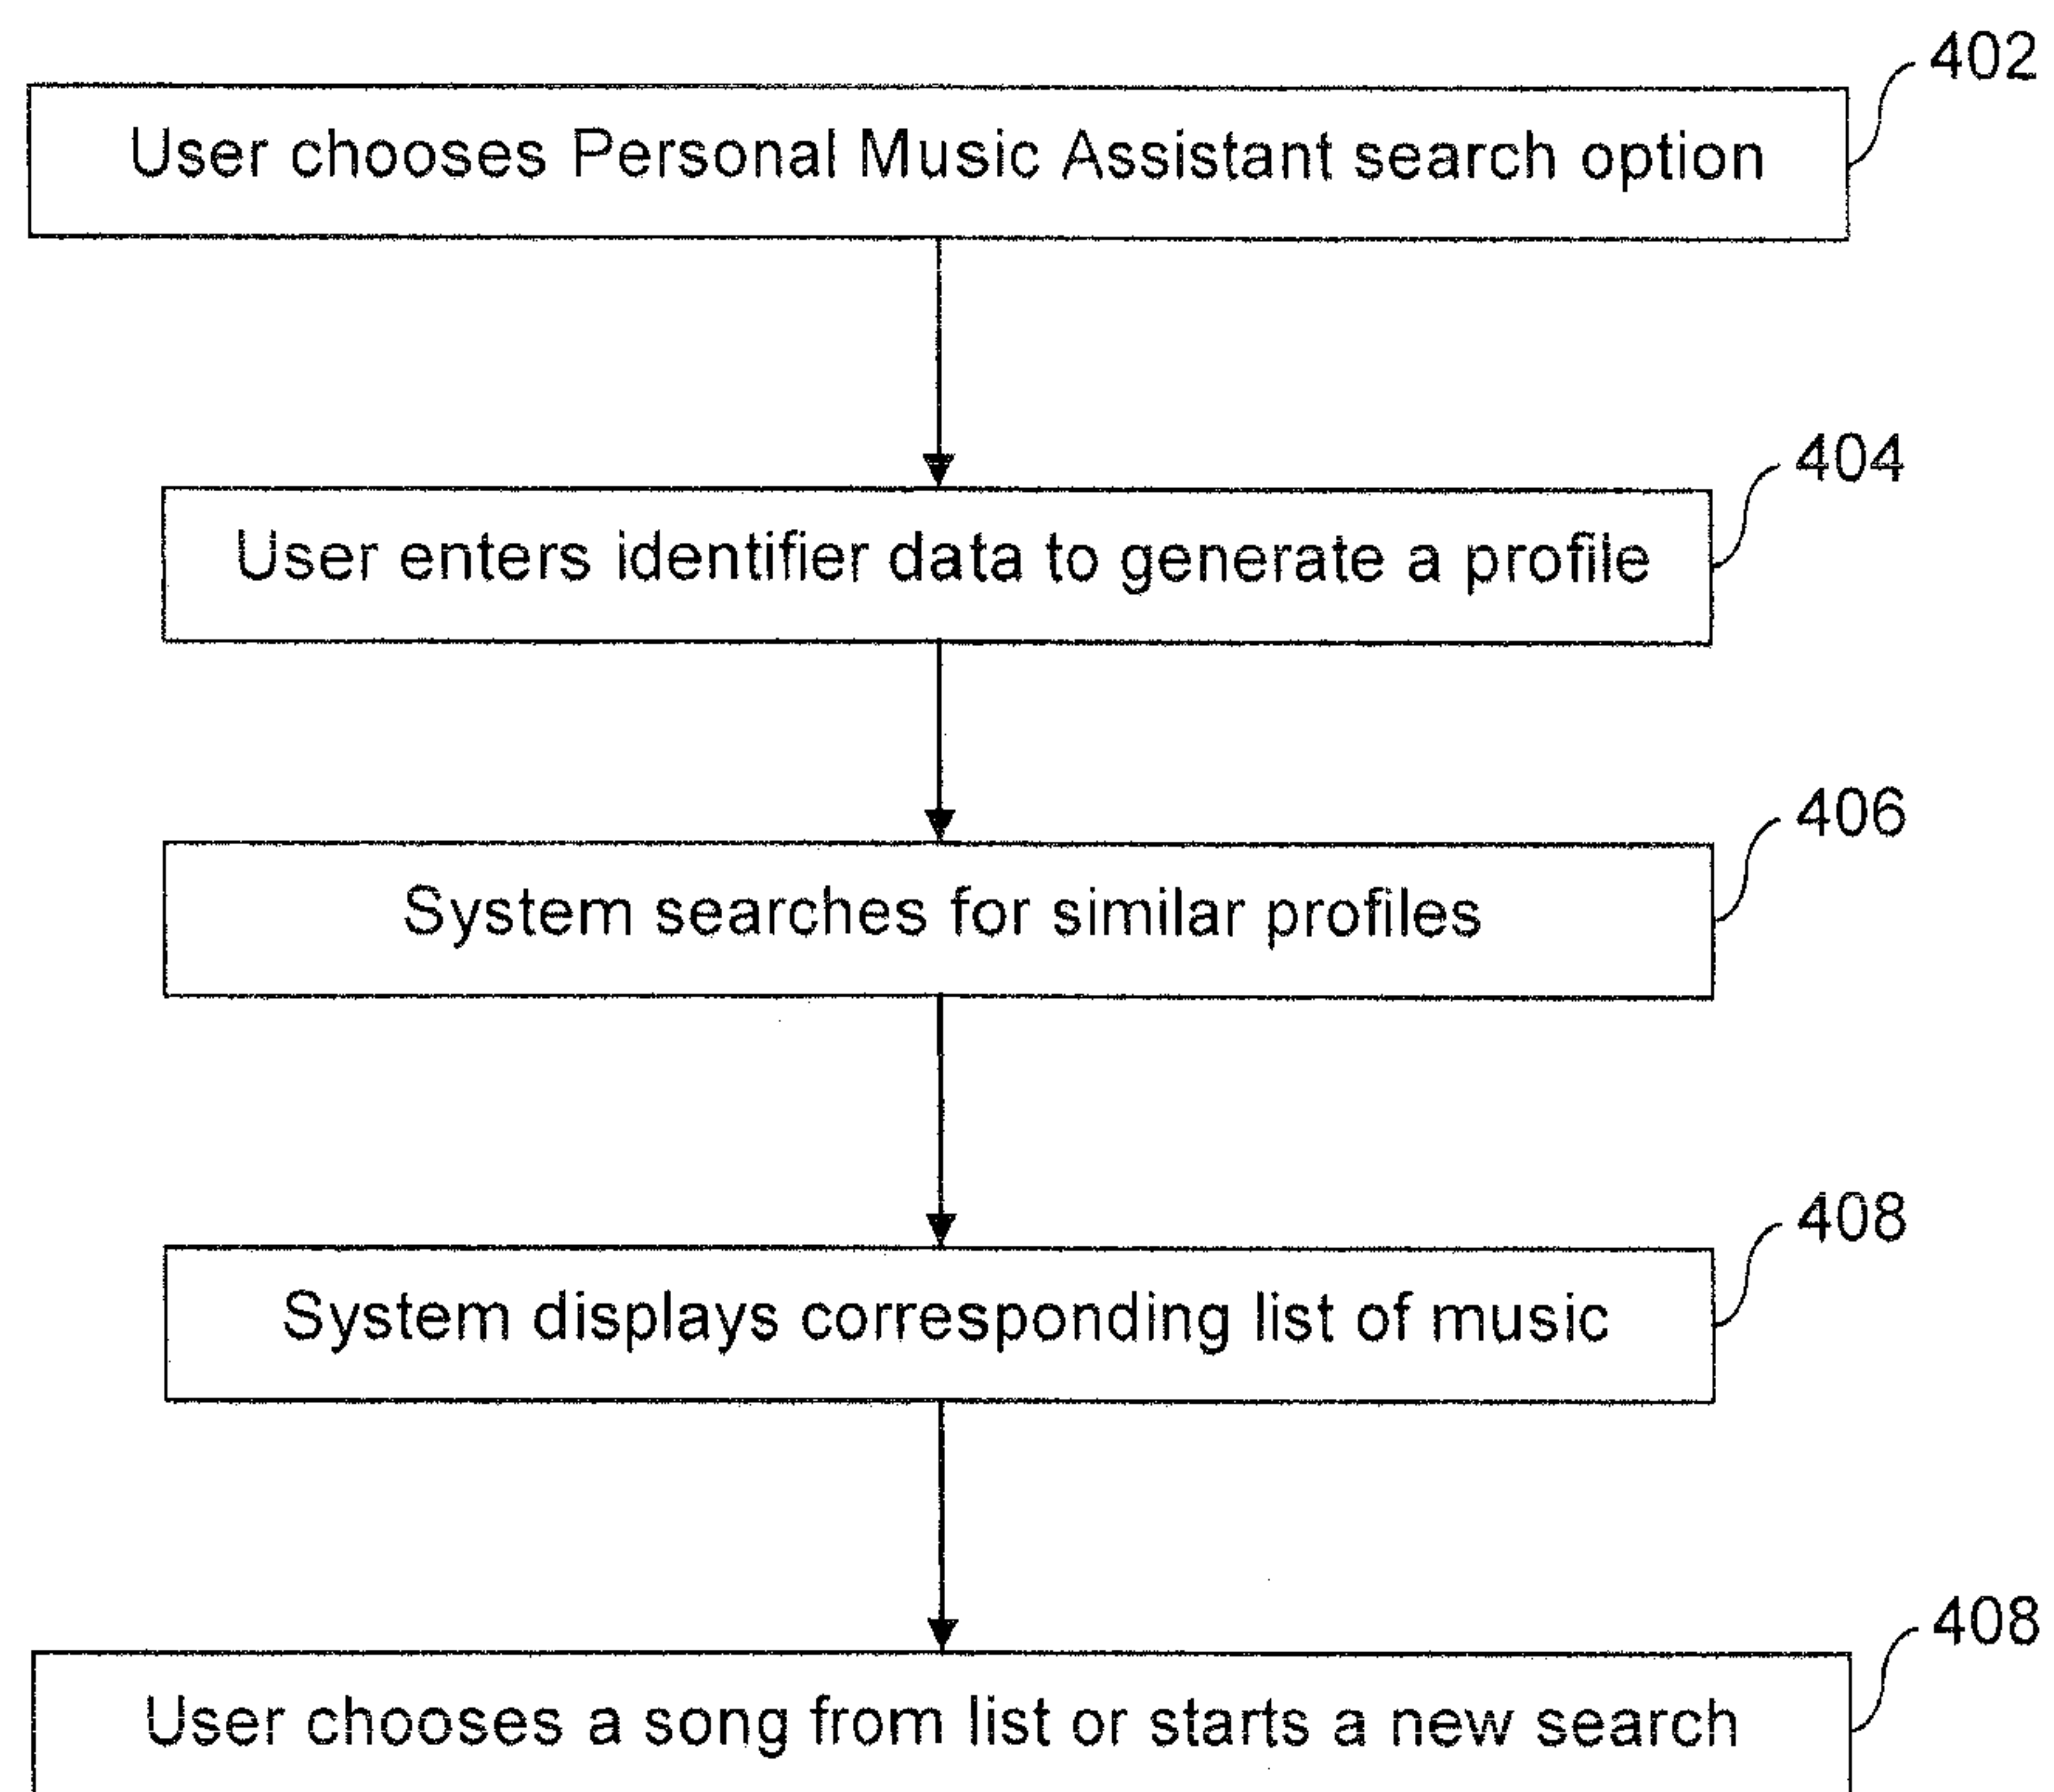 402
User chooses Personal Music Assistant search option
404
User enters identifier data to generate a profile
406
System searches for similar profiles
408
System displays corresponding list of music
408
User chooses a song from list or starts a new search